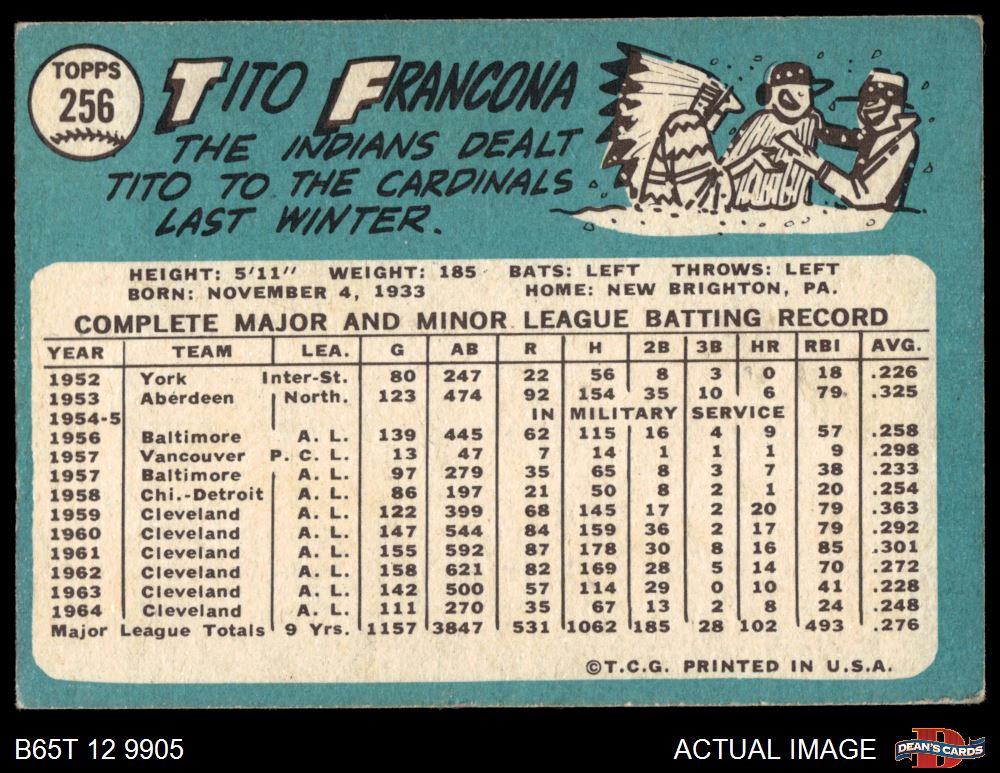 TOPPS
256
TITO FRANCONA
THE INDIANS DEALT
TITO TO THE CARDINALS
LAST WINTER.
HEIGHT: 5'11" WEIGHT: 185 BATS: LEFT THROWS: LEFT
BORN: NOVEMBER 4, 1933 HOME: NEW BRIGHTON, PA.
COMPLETE MAJOR AND MINOR LEAGUE BATTING RECORD
YEAR TEAM LEA. G AB R H 2B 3B HR RBI AVG.
1952 York Inter-St. 80 247 22 56 8 3 0 18 .226
1953 Aberdeen North. 123 474 92 154 35 10 6 79 .325
1954-5 IN MILITARY SERVICE
1956 Baltimore A. L. 139 445 62 115 16 4 9 57 .258
1957 Vancouver P. C. L. 13 47 7 14 1 1 1 9 .298
1957 Baltimore A. L. 97 279 35 65 8 3 7 38 .233
1958 Chi.-Detroit A. L. 86 197 21 50 8 2 1 20 .254
1959 Cleveland A. L. 122 399 68 145 17 2 20 79 .363
1960 Cleveland A. L. 147 544 84 159 36 2 17 79 .292
1961 Cleveland A. L. 155 592 87 178 30 8 16 85 .301
1962 Cleveland A. L. 158 621 82 169 28 5 14 70 .272
1963 Cleveland A. L. 142 500 57 114 29 0 10 41 .228
1964 Cleveland A. L. 111 270 35 67 13 2 8 24 .248
Major League Totals 9 Yrs. 1157 3847 531 1062 185 28 102 493 .276
©T.C.G. PRINTED IN U.S.A.
B65T 12 9905
ACTUAL IMAGE
D
DEAN'S CARDS